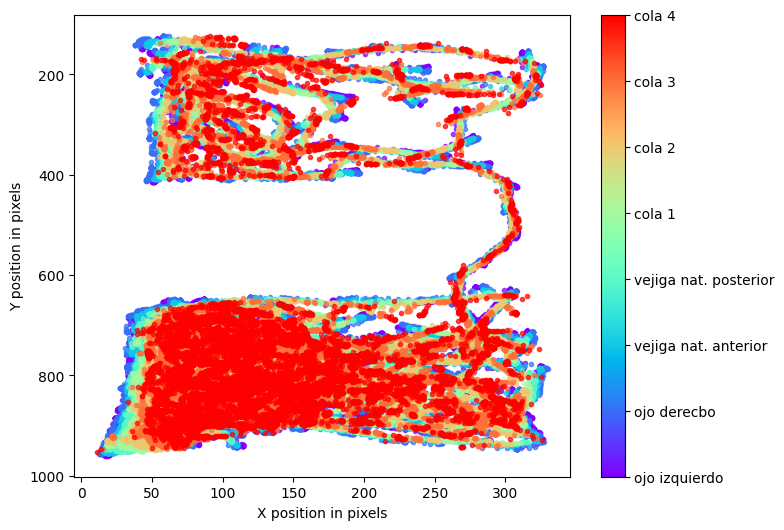 200
400
600
800
1000
0
50
100
150
200
250
300
X position in pixels
Y position in pixels
cola 4
cola 3
cola 2
cola 1
vejiga nat. posterior
vejiga nat. anterior
ojo derecbo
ojo izquierdo